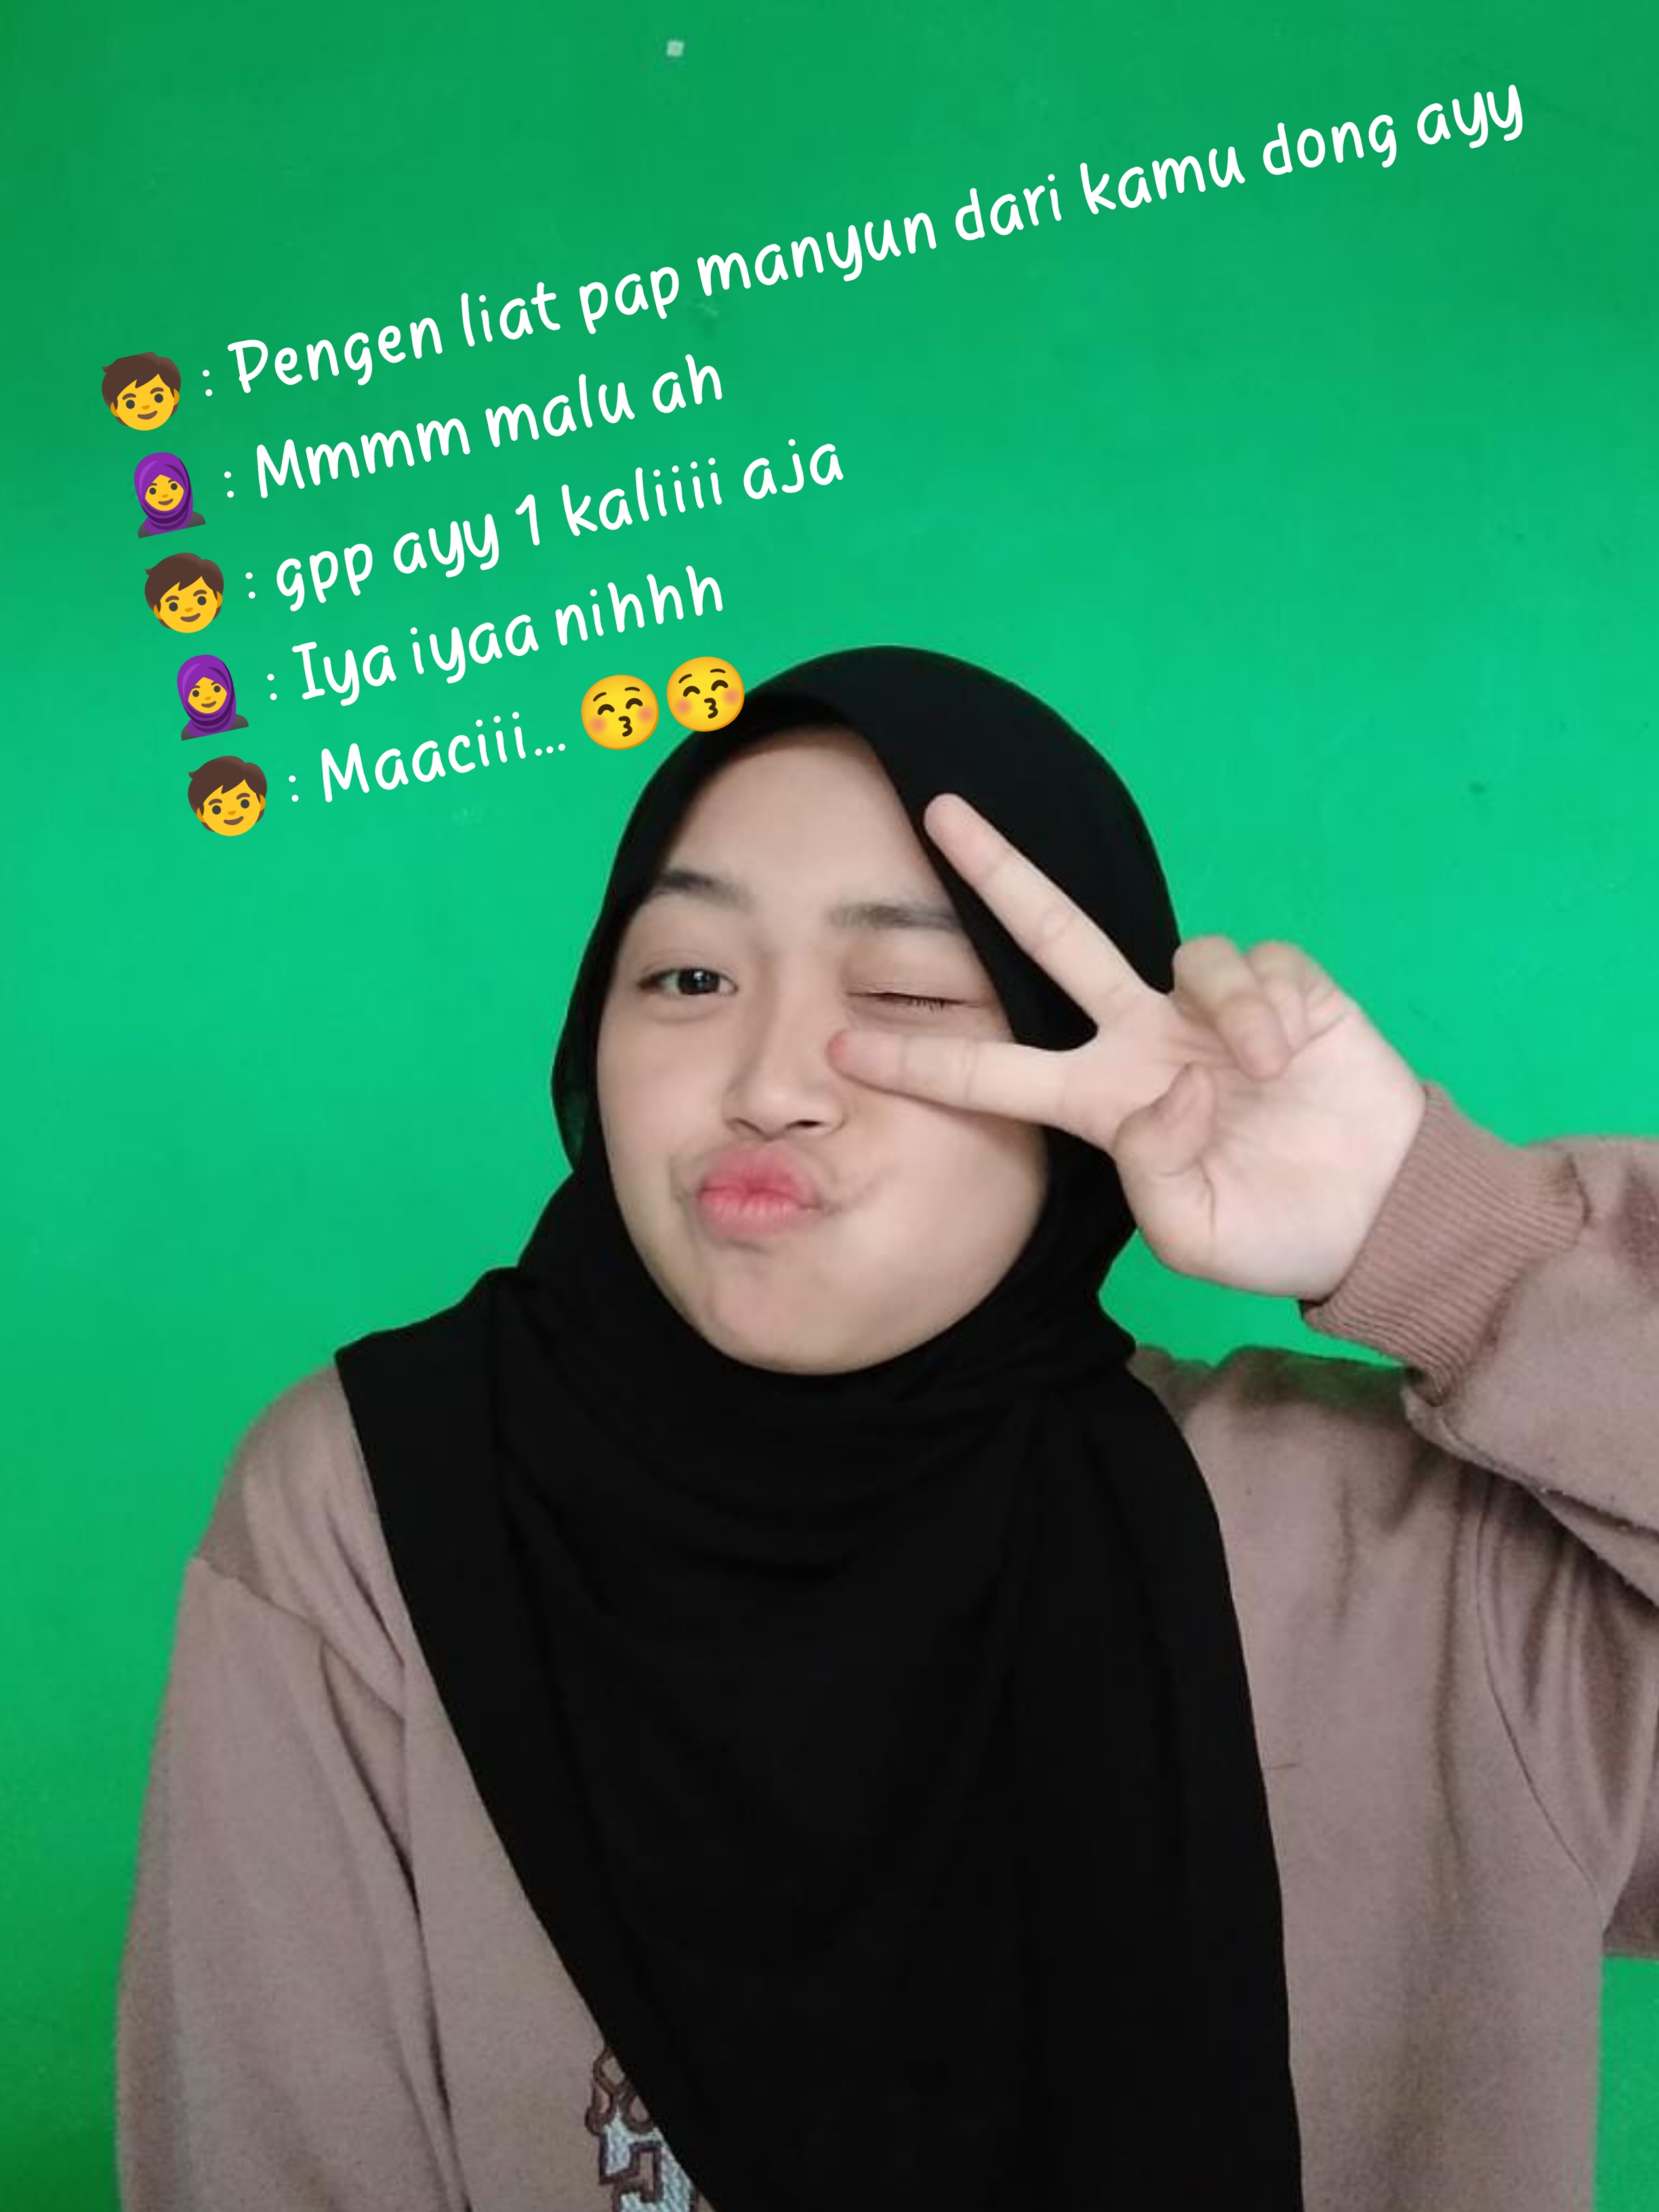 🧒 : Pengen liat pap manyun dari kamu dong ayy
🧕 : Mmmm malu ah
🧒 : gpp ayy 1 kaliiii aja
🧕 : Iya iyaa nihhh
🧒 : Maaciii... 😚😚